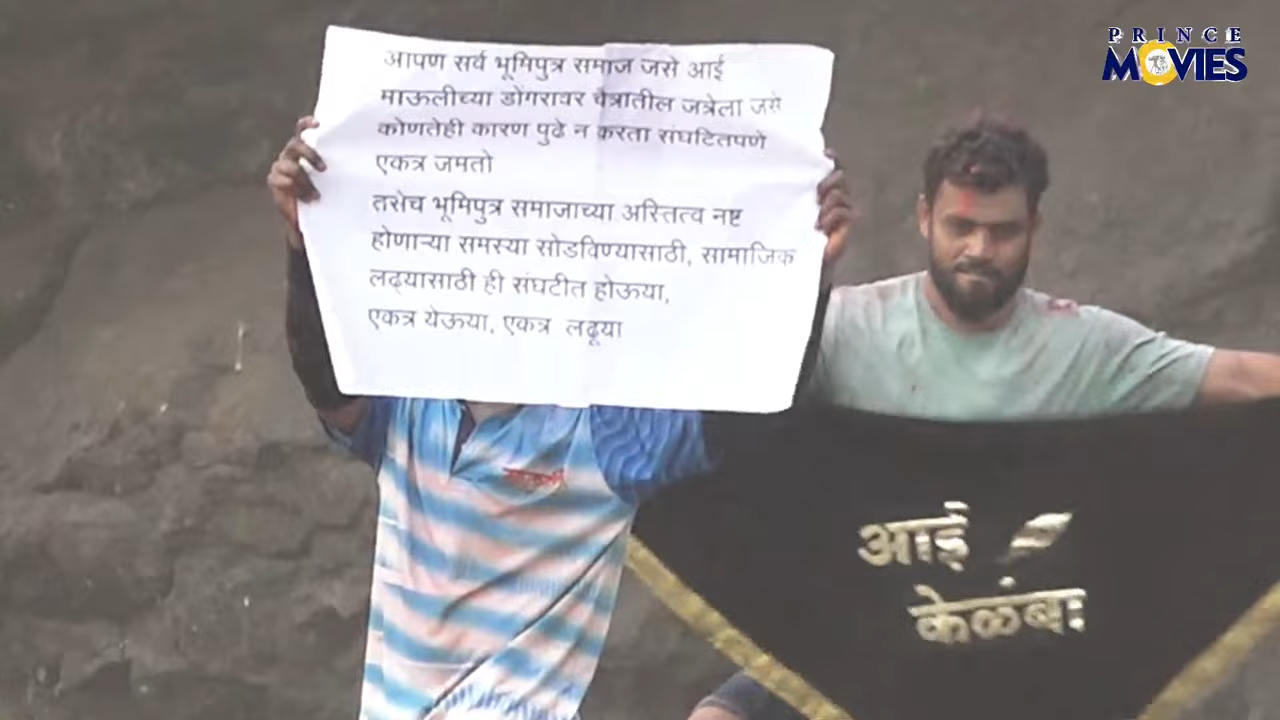 आपण सर्व भूमिपुत्र समाज जसे आई
माऊलीच्या डोंगरावर चैत्रातील जत्रेला जसे
कोणतेही कारण पुढे न करता संघटितपणे
एकत्र जमतो
तसेच भूमिपुत्र समाजाच्या अस्तित्व नष्ट
होणाऱ्या समस्या सोडविण्यासाठी, सामाजिक
लढ्यासाठी ही संघटीत होऊया,
एकत्र येऊया, एकत्र लढूया
PRINCE
MOVIES
आई
केळंबा